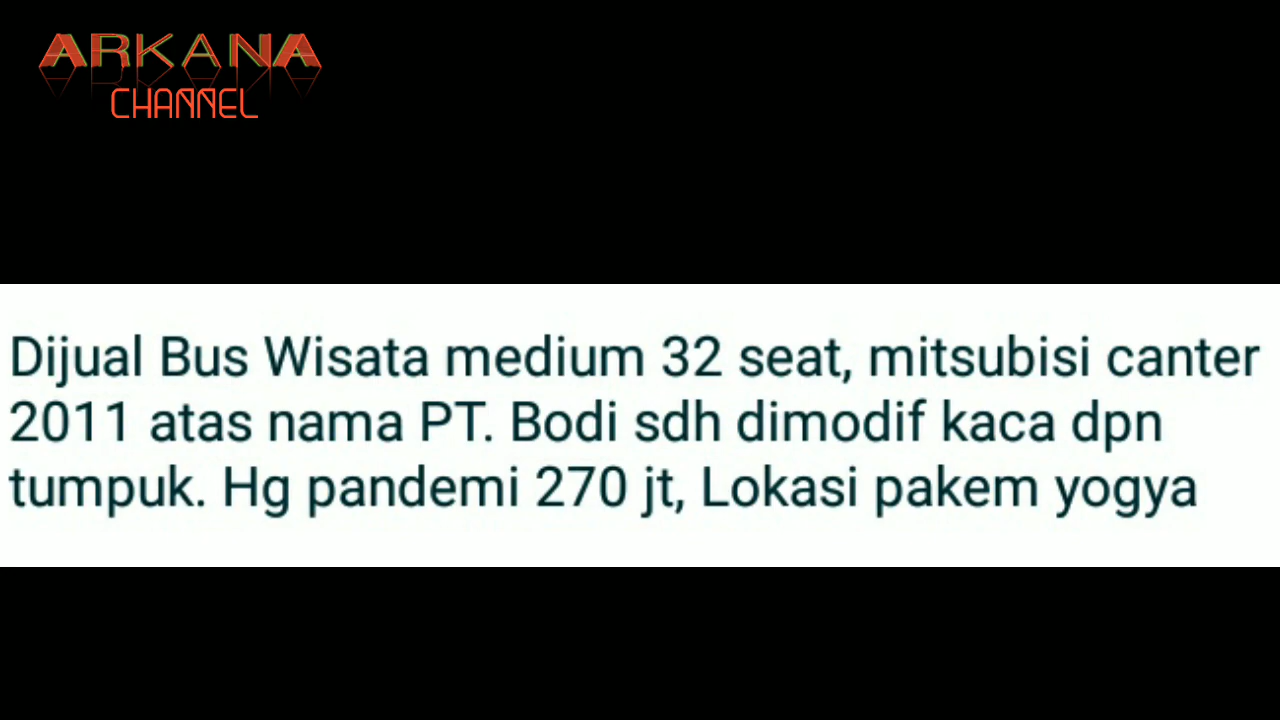 ARKANA
CHANNEL
Dijual Bus Wisata medium 32 seat, mitsubisi canter
2011 atas nama PT. Bodi sdh dimodif kaca dpn
tumpuk. Hg pandemi 270 jt, Lokasi pakem yogya